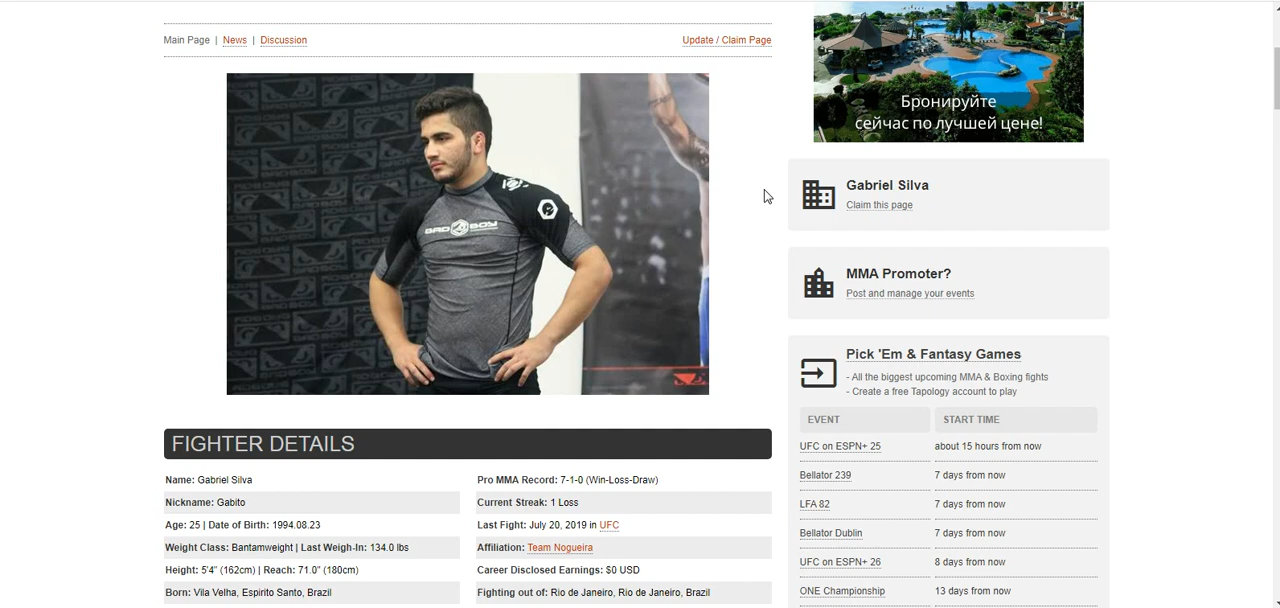 Main Page | News | Discussion
Update / Claim Page
BAD BOY
FIGHTER DETAILS
Name: Gabriel Silva
Nickname: Gabito
Age: 25 | Date of Birth: 1994.08.23
Weight Class: Bantamweight | Last Weigh-In: 134.0 lbs
Height: 5'4" (162cm) | Reach: 71.0" (180cm)
Born: Vila Velha, Espirito Santo, Brazil
Pro MMA Record: 7-1-0 (Win-Loss-Draw)
Current Streak: 1 Loss
Last Fight: July 20, 2019 in UFC
Affiliation: Team Nogueira
Career Disclosed Earnings: $0 USD
Fighting out of: Rio de Janeiro, Rio de Janeiro, Brazil
Бронируйте
сейчас по лучшей цене!
Gabriel Silva
Claim this page
MMA Promoter?
Post and manage your events
Pick 'Em & Fantasy Games
- All the biggest upcoming MMA & Boxing fights
- Create a free Tapology account to play
EVENT START TIME
UFC on ESPN+ 25 about 15 hours from now
Bellator 239 7 days from now
LFA 82 7 days from now
Bellator Dublin 7 days from now
UFC on ESPN+ 26 8 days from now
ONE Championship 13 days from now